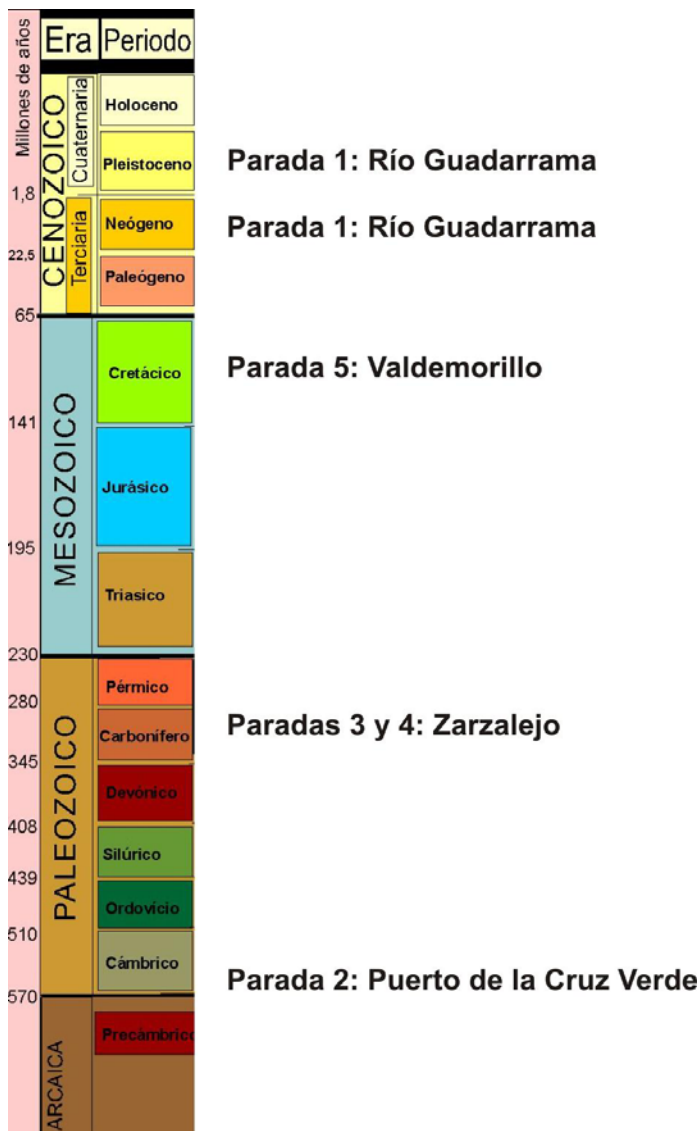 Millones de años
Era
Periodo
CENOZOICO
Cuaternaria
Holoceno
Pleistoceno
Parada 1: Río Guadarrama
1,8
Terciaria
Neógeno
Parada 1: Río Guadarrama
22,5
Paleógeno
65
MESOZOICO
Cretácico
Parada 5: Valdemorillo
141
Jurásico
195
Triasico
230
PALEOZOICO
Pérmico
280
Carbonífero
Paradas 3 y 4: Zarzalejo
345
Devónico
408
Silúrico
439
Ordovício
510
Cámbrico
Parada 2: Puerto de la Cruz Verde
570
ARCAICA
Precámbrico